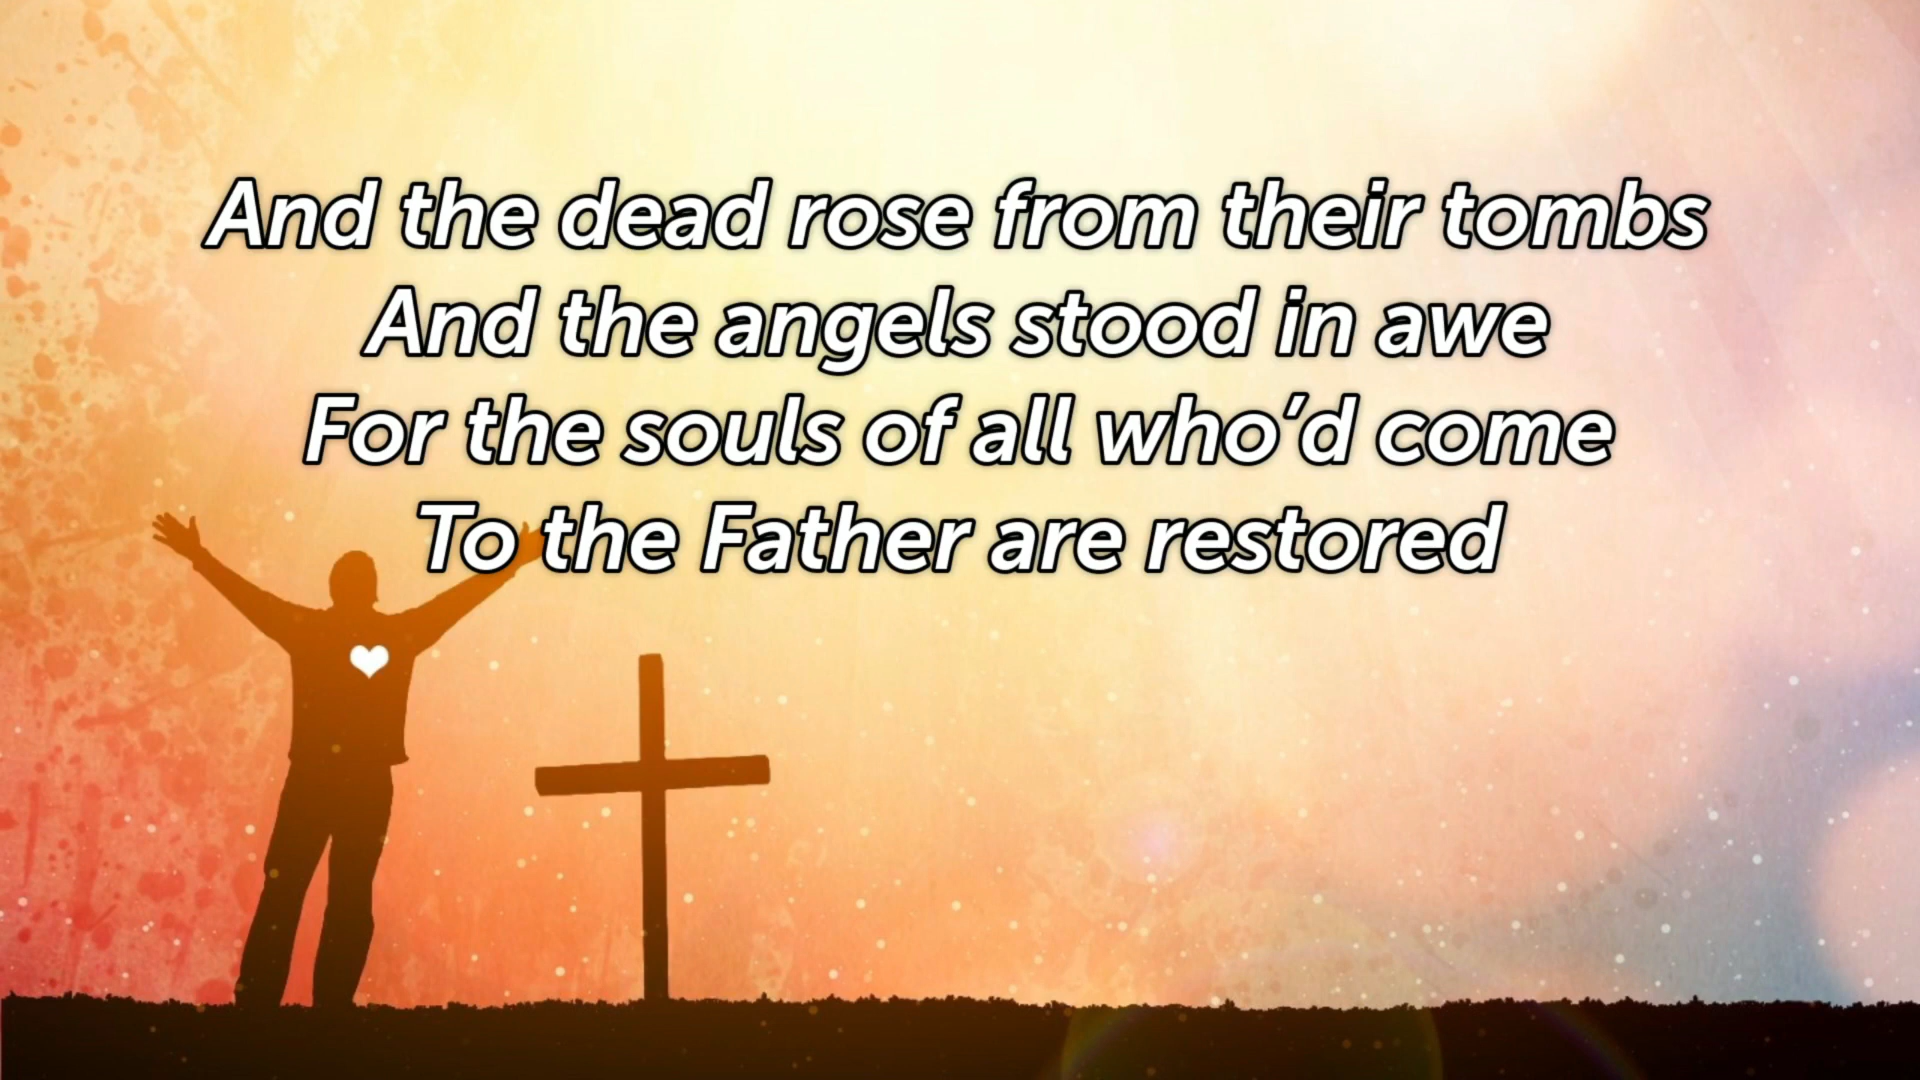 And the dead rose from their tombs
And the angels stood in awe
For the souls of all who’d come
To the Father are restored